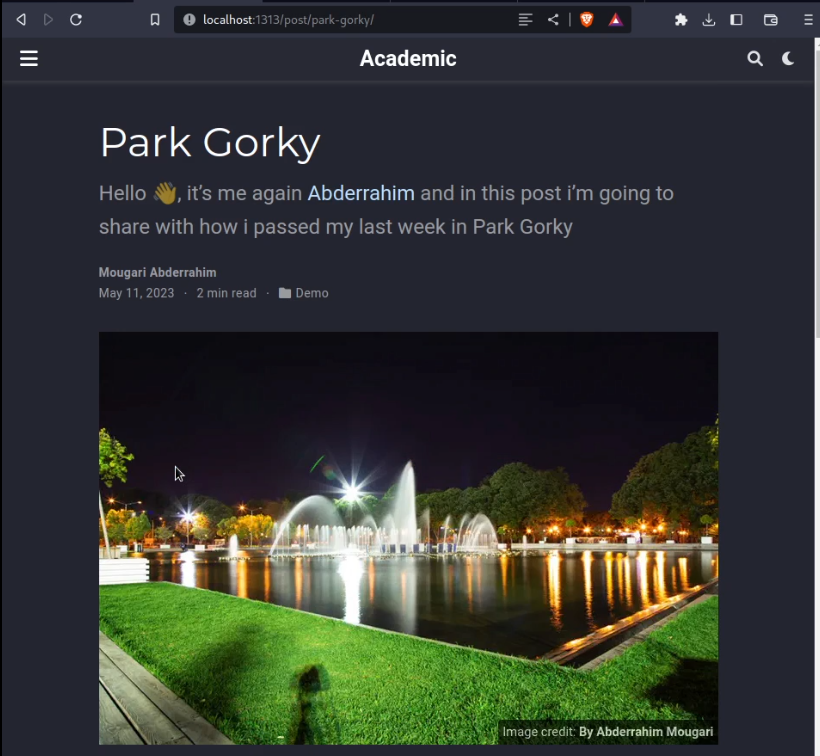 localhost:1313/post/park-gorky/
Academic
Park Gorky
Hello 👋, it’s me again Abderrahim and in this post i’m going to
share with how i passed my last week in Park Gorky
Mougari Abderrahim
May 11, 2023 · 2 min read · Demo
Image credit: By Abderrahim Mougari